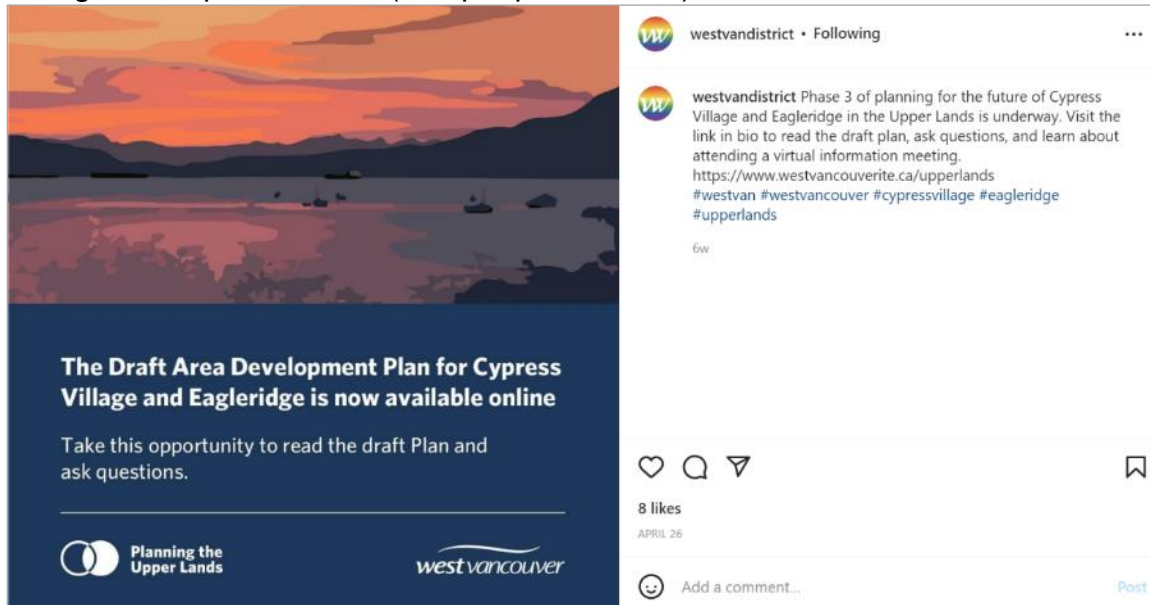 The Draft Area Development Plan for Cypress
Village and Eagleridge is now available online
Take this opportunity to read the draft Plan and
ask questions.
Planning the
Upper Lands
west vancouver
westvandistrict • Following
westvandistrict Phase 3 of planning for the future of Cypress
Village and Eagleridge in the Upper Lands is underway. Visit the
link in bio to read the draft plan, ask questions, and learn about
attending a virtual information meeting.
https://www.westvancouverite.ca/upperlands
#westvan #westvancouver #cypressvillage #eagleridge
#upperlands
6w
8 likes
APRIL 26
Add a comment...
Post